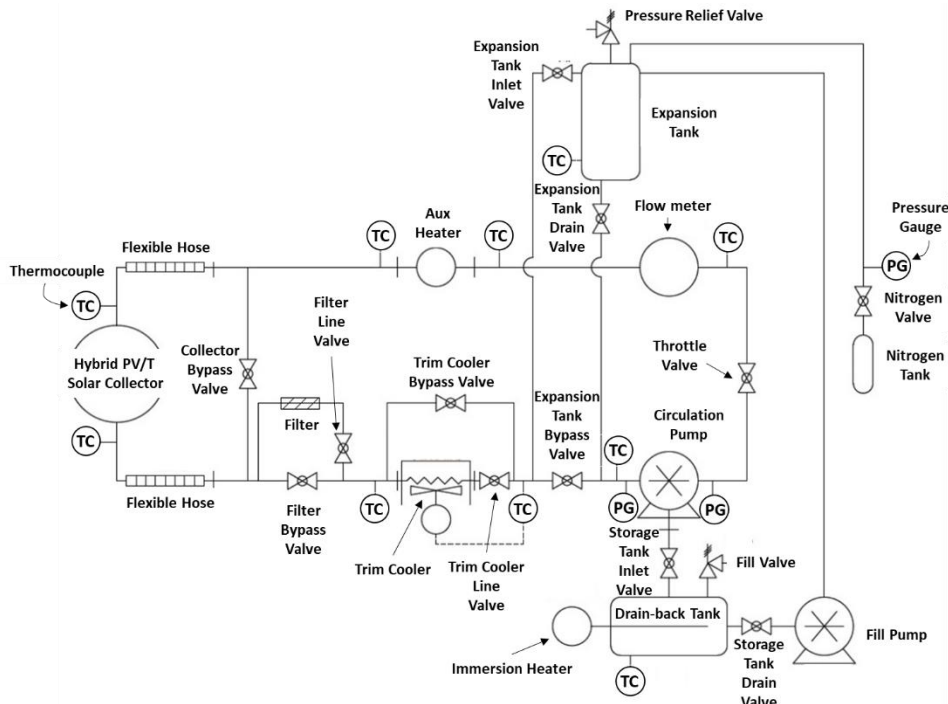 Pressure Relief Valve
Expansion
Tank
Inlet
Valve
Expansion
Tank
TC
Expansion
Tank
Drain
Valve
Flow meter
Pressure
Gauge
Aux
Heater
TC
TC
TC
PG
Flexible Hose
Thermocouple
TC
Nitrogen
Valve
Filter
Line
Valve
Hybrid PV/T
Solar Collector
Collector
Bypass
Valve
Trim Cooler
Bypass Valve
Throttle
Valve
Nitrogen
Tank
Expansion
Tank
Bypass
Valve
Circulation
Pump
Filter
TC
TC
Flexible Hose
TC
TC
PG
PG
Filter
Bypass
Valve
Trim Cooler
Trim Cooler
Line
Valve
Storage
Tank
Inlet
Valve
Fill Valve
Drain-back Tank
Fill Pump
Immersion Heater
TC
Storage
Tank
Drain
Valve